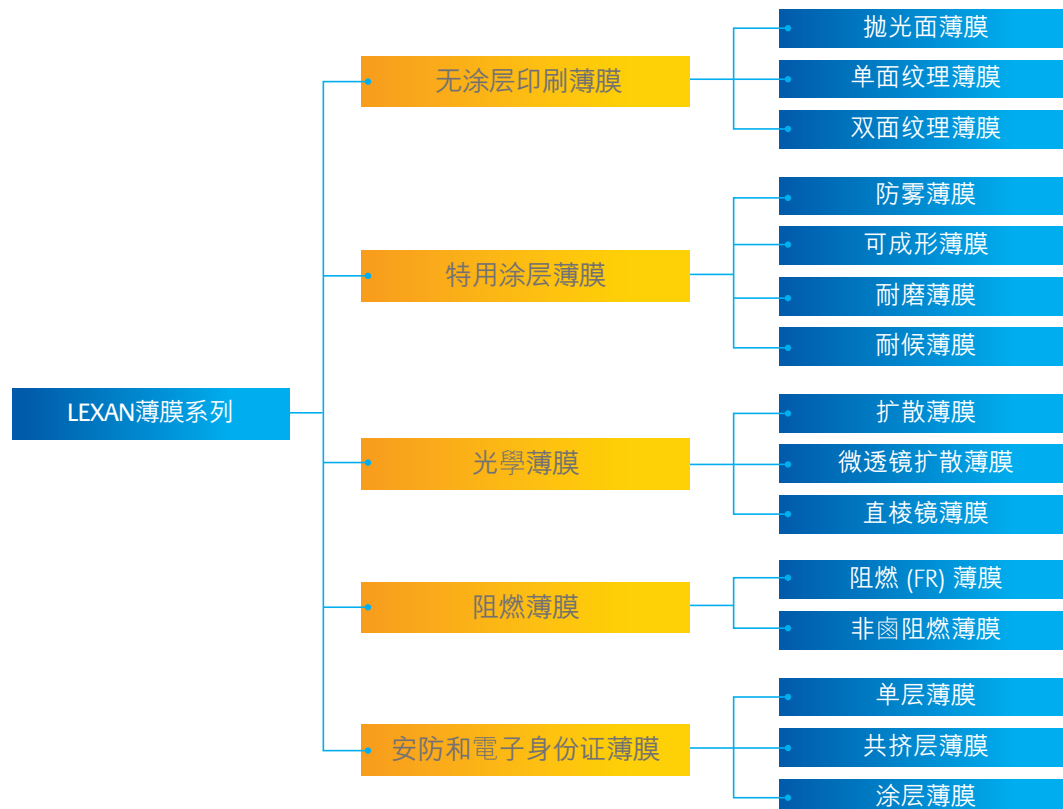 LEXAN薄膜系列
无涂层印刷薄膜
抛光面薄膜
单面纹理薄膜
双面纹理薄膜
特用涂层薄膜
防雾薄膜
可成形薄膜
耐磨薄膜
耐候薄膜
光學薄膜
扩散薄膜
微透镜扩散薄膜
直棱镜薄膜
阻燃薄膜
阻燃 (FR) 薄膜
非鹵阻燃薄膜
安防和電子身份证薄膜
单层薄膜
共挤层薄膜
涂层薄膜